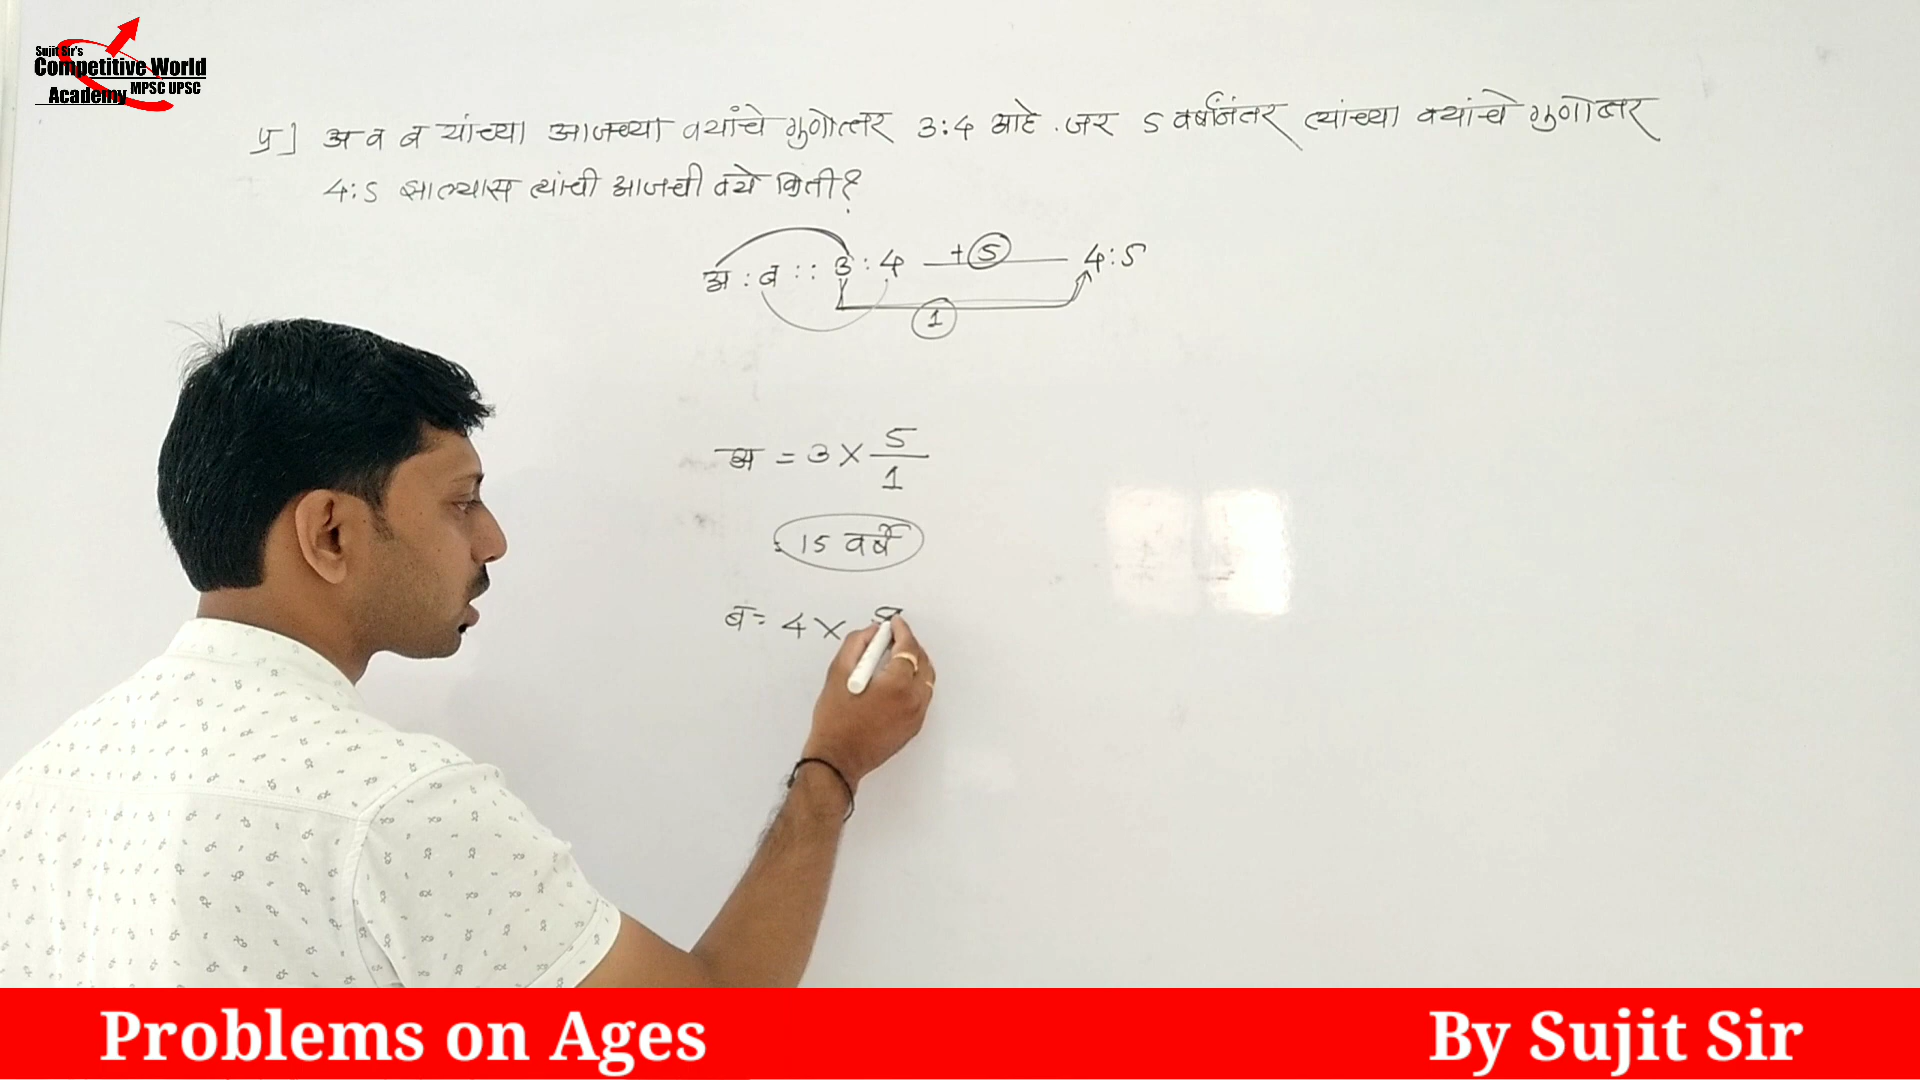 Sujit Sir's
Competitive World
Academy MPSC UPSC
प्र] अ व ब यांच्या आजच्या वयांचे गुणोत्तर 3:4 आहे. जर 5 वर्षांनंतर त्यांच्या वयांचे गुणोत्तर
4:5 झाल्यास त्यांची आजची वये किती?
अ : ब :: 3 : 4 +5 4:5
1
अ = 3 × 5/1
= 15 वर्षे
ब = 4 × 5
Problems on Ages
By Sujit Sir